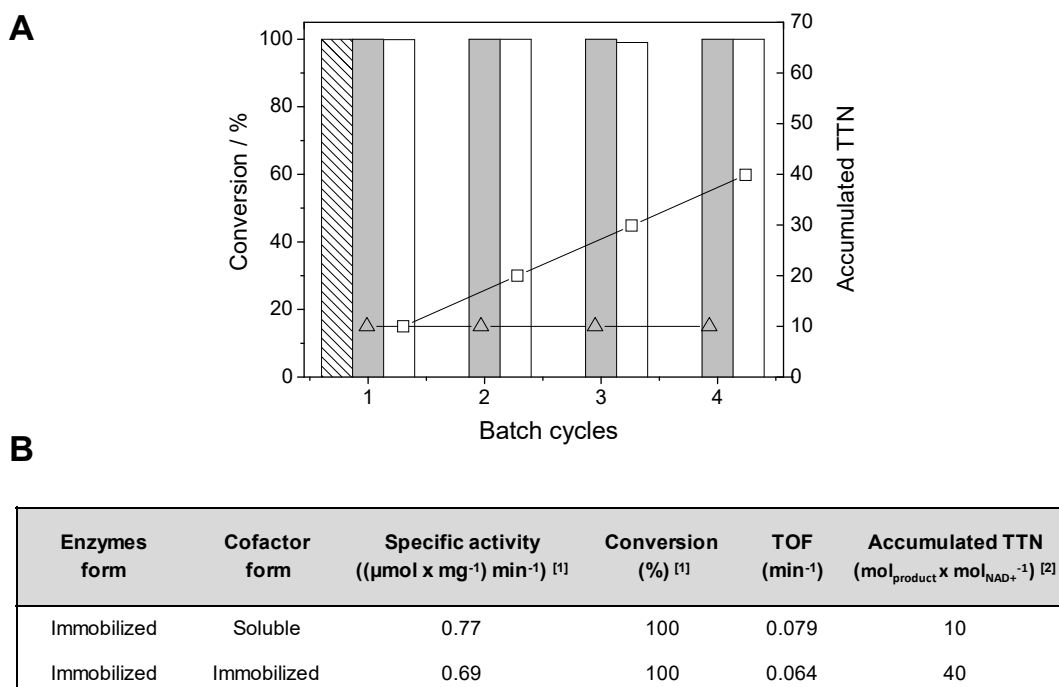 A
100
80
60
40
20
0
Conversion / %
70
60
50
40
30
20
10
0
Accumulated TTN
1 2 3 4
Batch cycles
B
Enzymes form Cofactor form Specific activity ((µmol x mg⁻¹) min⁻¹) [1] Conversion (%) [1] TOF (min⁻¹) Accumulated TTN (mol_product x mol_NAD+⁻¹) [2]
Immobilized Soluble 0.77 100 0.079 10
Immobilized Immobilized 0.69 100 0.064 40